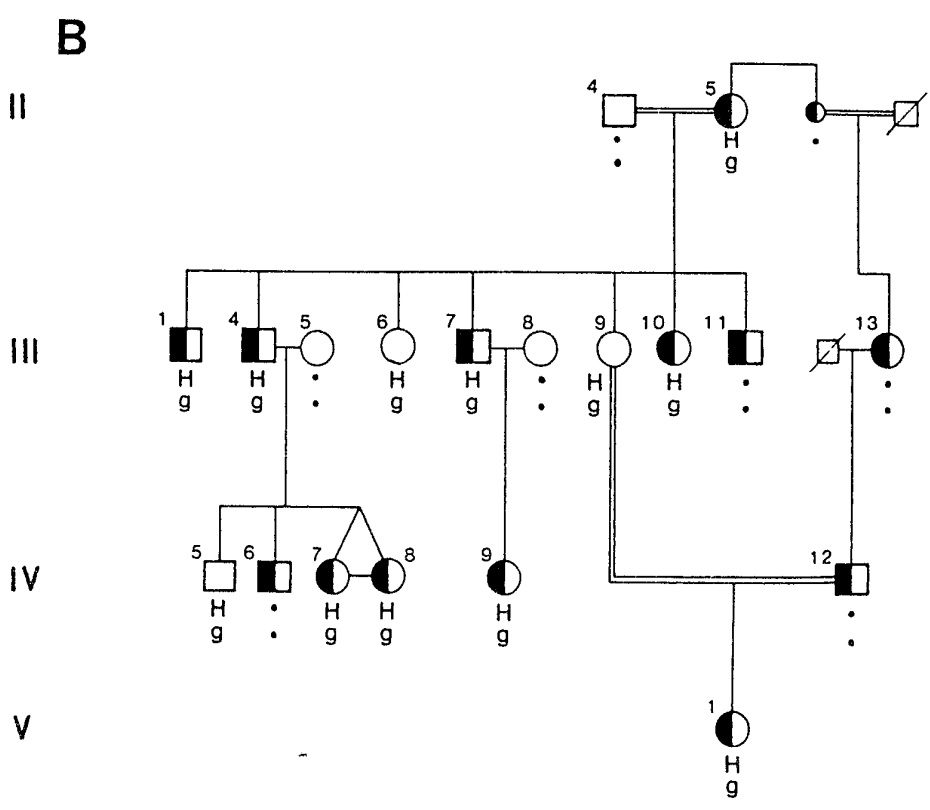 B
II
4 5
H
g
III
1 4 5 6 7 8 9 10 11 13
H H H H H H
g g g g g g
IV
5 6 7 8 9 12
H H H H
g g g g
V
1
H
g